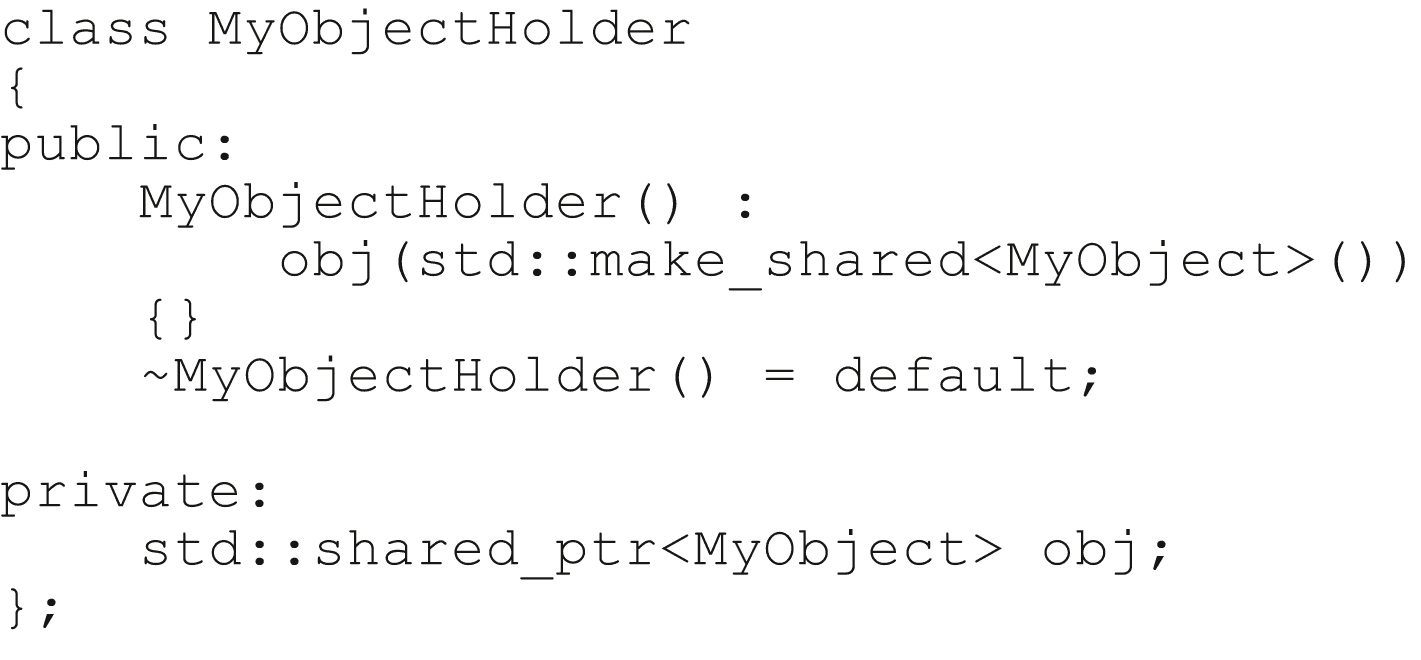 class MyObjectHolder
{
public:
    MyObjectHolder() :
        obj(std::make_shared<MyObject>())
    {}
    ~MyObjectHolder() = default;

private:
    std::shared_ptr<MyObject> obj;
};